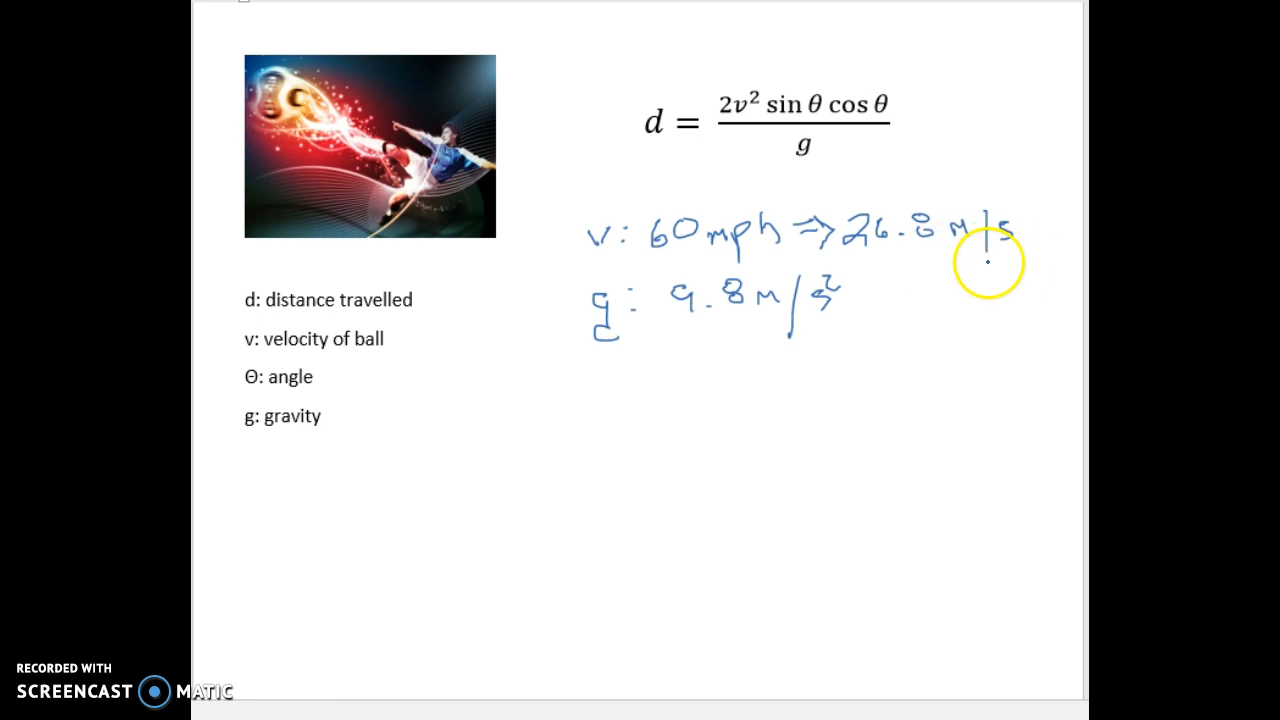 d = 2v² sin θ cos θ / g
v: 60mph => 26.8 m/s
g: 9.8 m/s²
d: distance travelled
v: velocity of ball
Θ: angle
g: gravity
RECORDED WITH
SCREENCAST MATIC